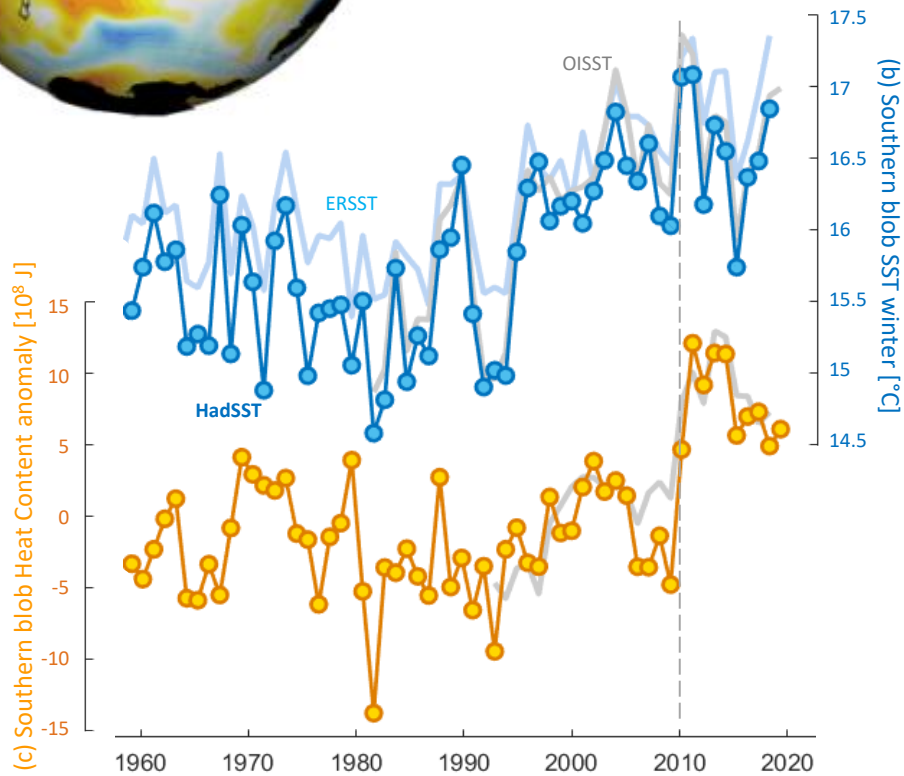 17.5
17
16.5
16
15.5
15
14.5
(b) Southern blob SST winter [°C]
OISST
ERSST
HadSST
(c) Southern blob Heat Content anomaly [10⁸ J]
15
10
5
0
-5
-10
-15
1960 1970 1980 1990 2000 2010 2020